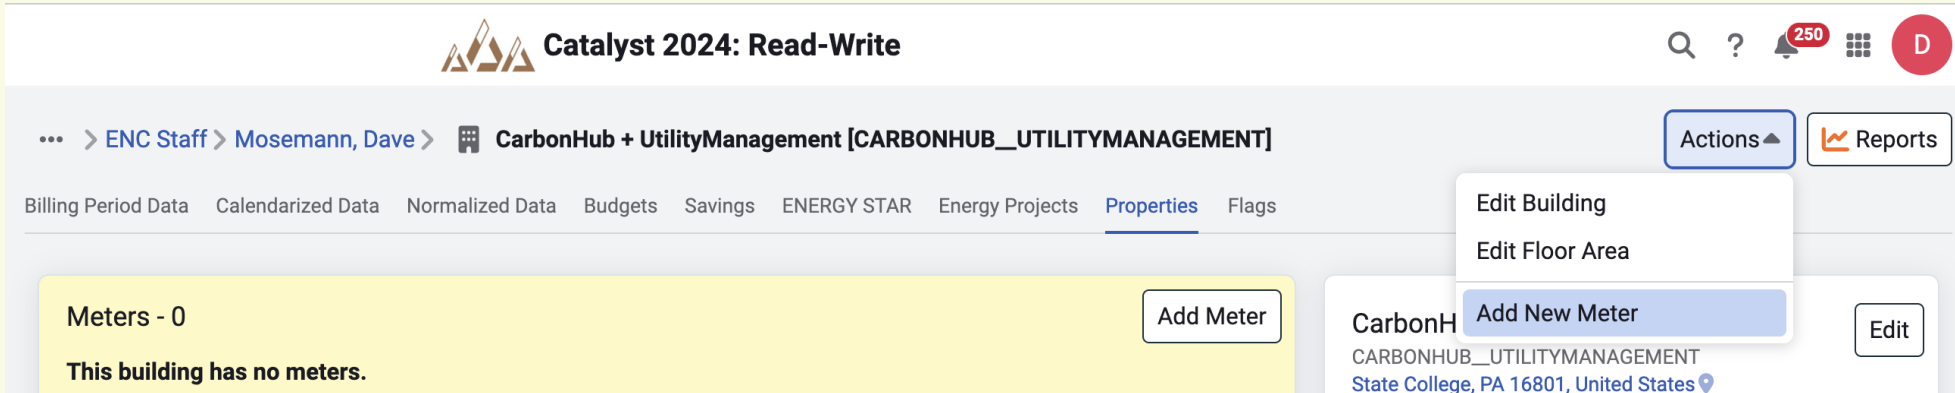 Catalyst 2024: Read-Write
?
250
D
... > ENC Staff > Mosemann, Dave > CarbonHub + UtilityManagement [CARBONHUB__UTILITYMANAGEMENT]
Actions
Reports
Billing Period Data Calendarized Data Normalized Data Budgets Savings ENERGY STAR Energy Projects Properties Flags
Edit Building
Edit Floor Area
Add New Meter
Meters - 0
Add Meter
This building has no meters.
CarbonH
Edit
CARBONHUB__UTILITYMANAGEMENT
State College, PA 16801, United States